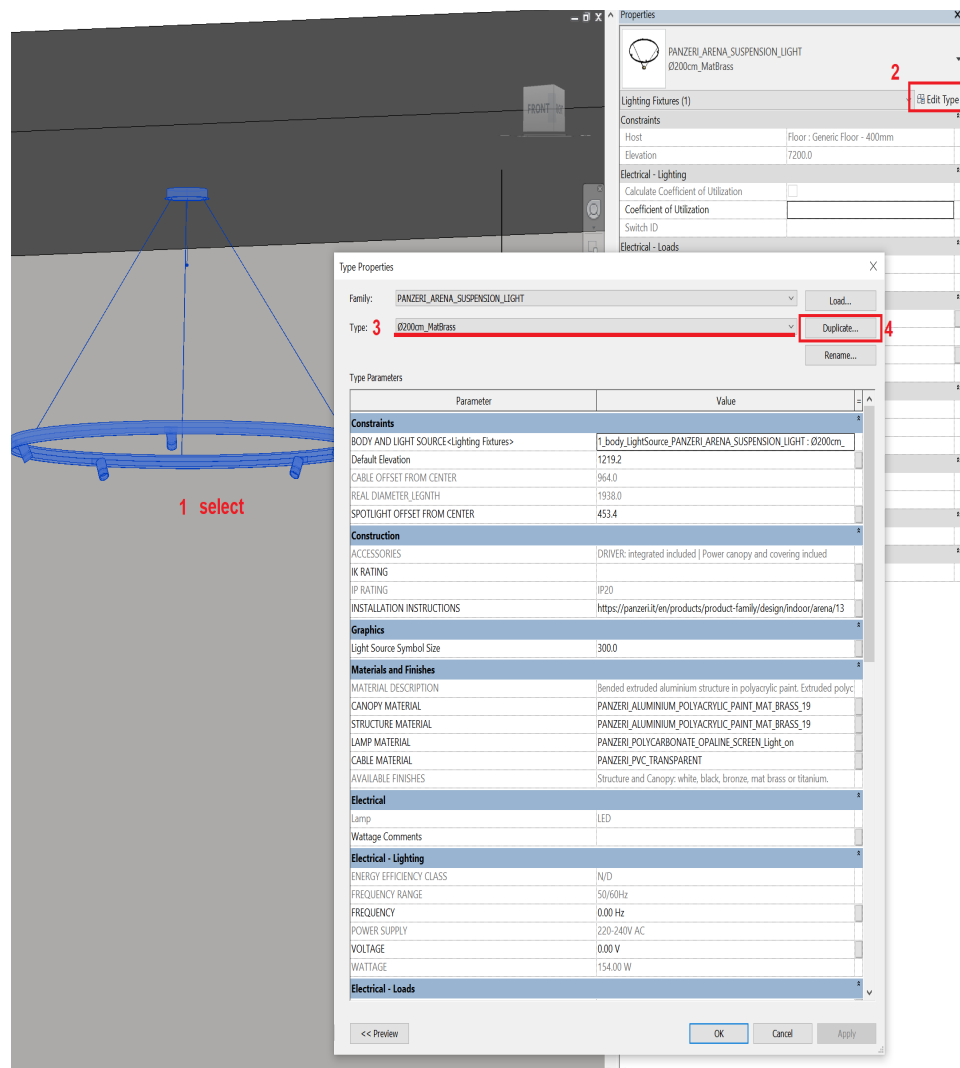 Properties
PANZERI_ARENA_SUSPENSION_LIGHT
Ø200cm_MatBrass
2
Lighting Fixtures (1)
Edit Type
Constraints
Host Floor : Generic Floor - 400mm
Elevation 7200.0
Electrical - Lighting
Calculate Coefficient of Utilization
Coefficient of Utilization
Switch ID
Electrical - Loads
FRONT
1 select
Type Properties
Family: PANZERI_ARENA_SUSPENSION_LIGHT Load...
Type: 3 Ø200cm_MatBrass Duplicate... 4
Rename...
Type Parameters
Parameter Value =
Constraints
BODY AND LIGHT SOURCE<Lighting Fixtures> 1_body_LightSource_PANZERI_ARENA_SUSPENSION_LIGHT : Ø200cm_
Default Elevation 1219.2
CABLE OFFSET FROM CENTER 964.0
REAL DIAMETER_LEGNTH 1938.0
SPOTLIGHT OFFSET FROM CENTER 453.4
Construction
ACCESSORIES DRIVER: integrated included | Power canopy and covering inclued
IK RATING
IP RATING IP20
INSTALLATION INSTRUCTIONS https://panzeri.it/en/products/product-family/design/indoor/arena/13
Graphics
Light Source Symbol Size 300.0
Materials and Finishes
MATERIAL DESCRIPTION Bended extruded aluminium structure in polyacrylic paint. Extruded polyc
CANOPY MATERIAL PANZERI_ALUMINIUM_POLYACRYLIC_PAINT_MAT_BRASS_19
STRUCTURE MATERIAL PANZERI_ALUMINIUM_POLYACRYLIC_PAINT_MAT_BRASS_19
LAMP MATERIAL PANZERI_POLYCARBONATE_OPALINE_SCREEN_Light_on
CABLE MATERIAL PANZERI_PVC_TRANSPARENT
AVAILABLE FINISHES Structure and Canopy: white, black, bronze, mat brass or titanium.
Electrical
Lamp LED
Wattage Comments
Electrical - Lighting
ENERGY EFFICIENCY CLASS N/D
FREQUENCY RANGE 50/60Hz
FREQUENCY 0.00 Hz
POWER SUPPLY 220-240V AC
VOLTAGE 0.00 V
WATTAGE 154.00 W
Electrical - Loads
<< Preview OK Cancel Apply